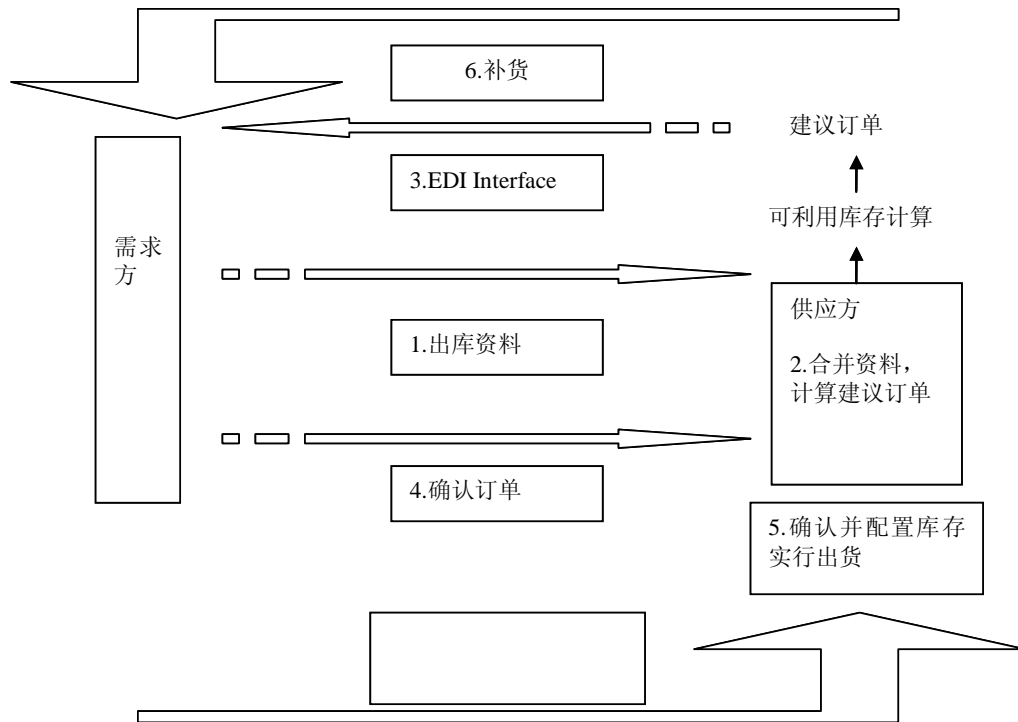 6.补货
建议订单
3.EDI Interface
可利用库存计算
需求
方
供应方
1.出库资料
2.合并资料，
计算建议订单
4.确认订单
5.确认并配置库存
实行出货